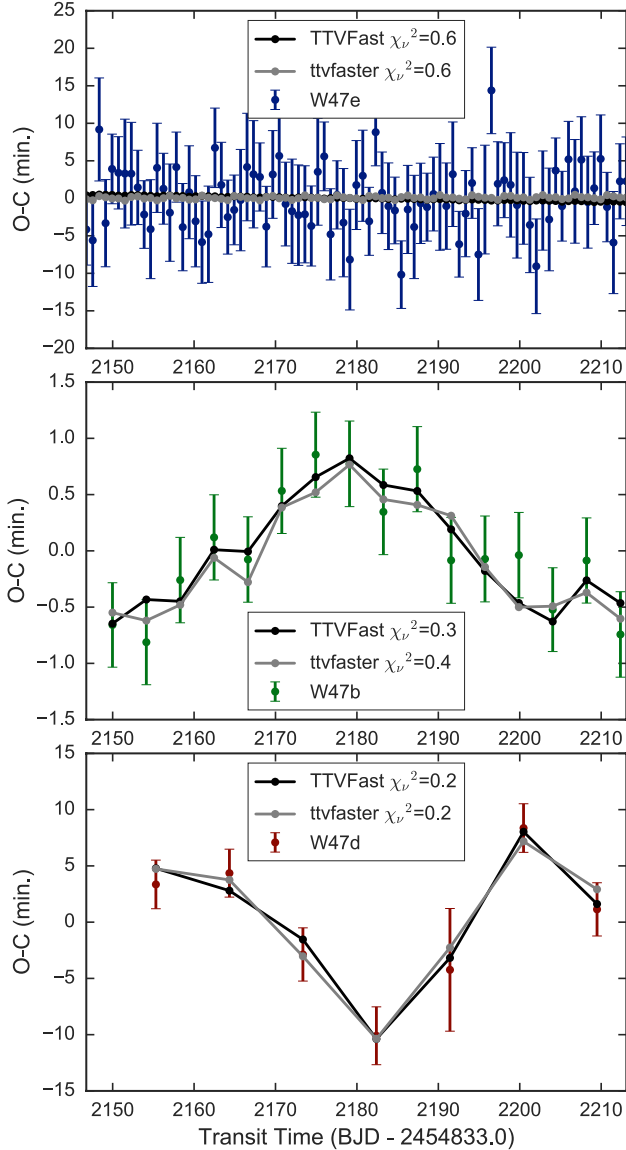 25
20
15
10
5
0
−5
−10
−15
−20
O-C (min.)
TTVFast χν²=0.6
ttvfaster χν²=0.6
W47e
2150 2160 2170 2180 2190 2200 2210
1.5
1.0
0.5
0.0
−0.5
−1.0
−1.5
O-C (min.)
TTVFast χν²=0.3
ttvfaster χν²=0.4
W47b
2150 2160 2170 2180 2190 2200 2210
15
10
5
0
−5
−10
−15
O-C (min.)
TTVFast χν²=0.2
ttvfaster χν²=0.2
W47d
2150 2160 2170 2180 2190 2200 2210
Transit Time (BJD - 2454833.0)